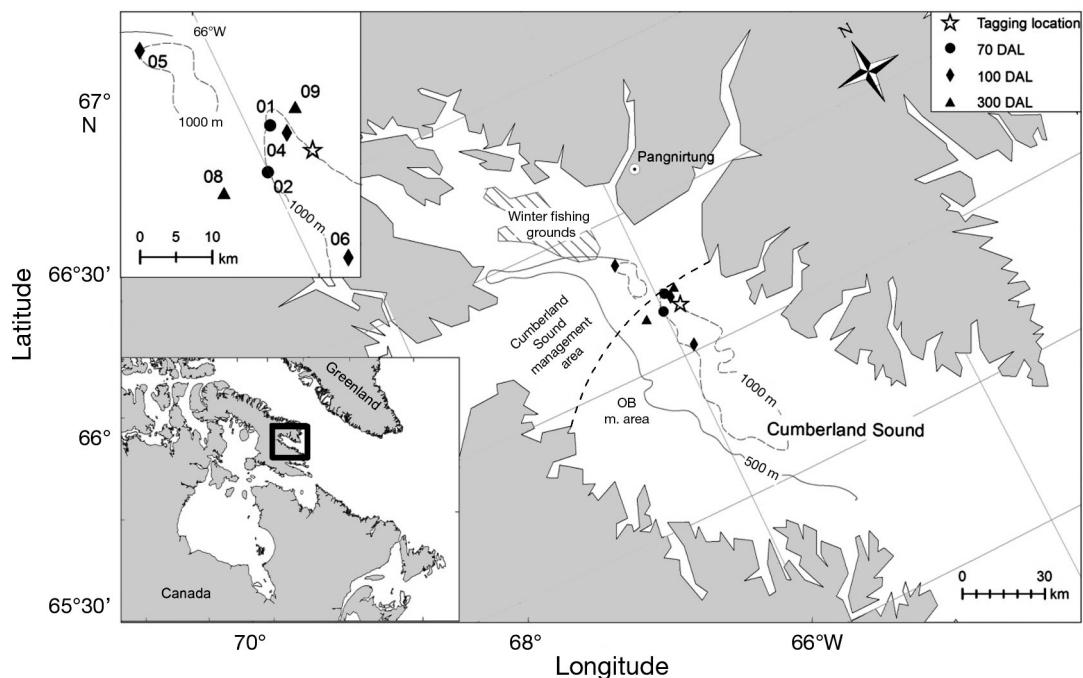 66°W
05
1000 m
09
01
04
02
08
1000 m
06
0 5 10
km
N
Tagging location
70 DAL
100 DAL
300 DAL
67°
N
66°30’
66°
65°30’
Latitude
Pangnirtung
Winter fishing
grounds
Cumberland
Sound
management
area
OB
m. area
1000 m
Cumberland Sound
500 m
Greenland
Canada
0 30
km
70°
68°
66°W
Longitude